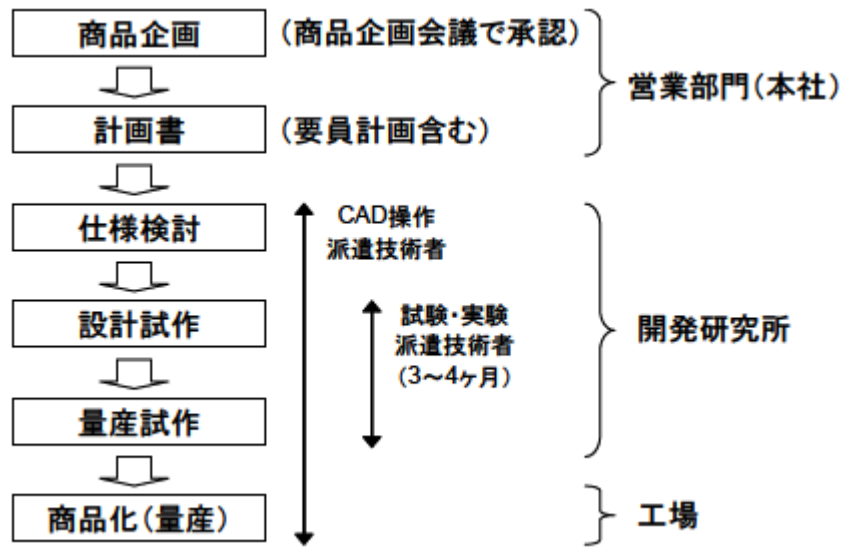 商品企画 (商品企画会議で承認)
営業部門(本社)
計画書 (要員計画含む)
仕様検討
CAD操作
派遣技術者
設計試作
試験・実験
派遣技術者
(3～4ヶ月)
開発研究所
量産試作
商品化(量産)
工場